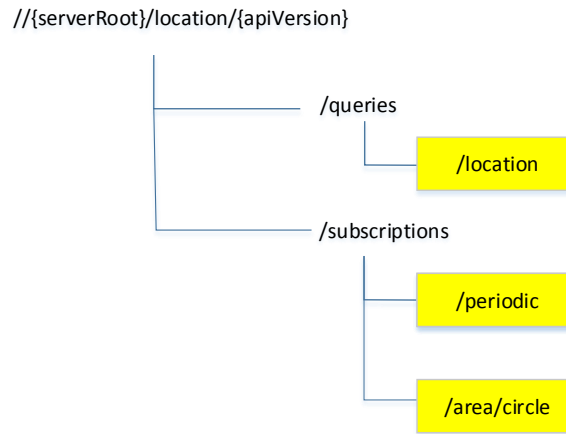 //{serverRoot}/location/{apiVersion}
/queries
/location
/subscriptions
/periodic
/area/circle